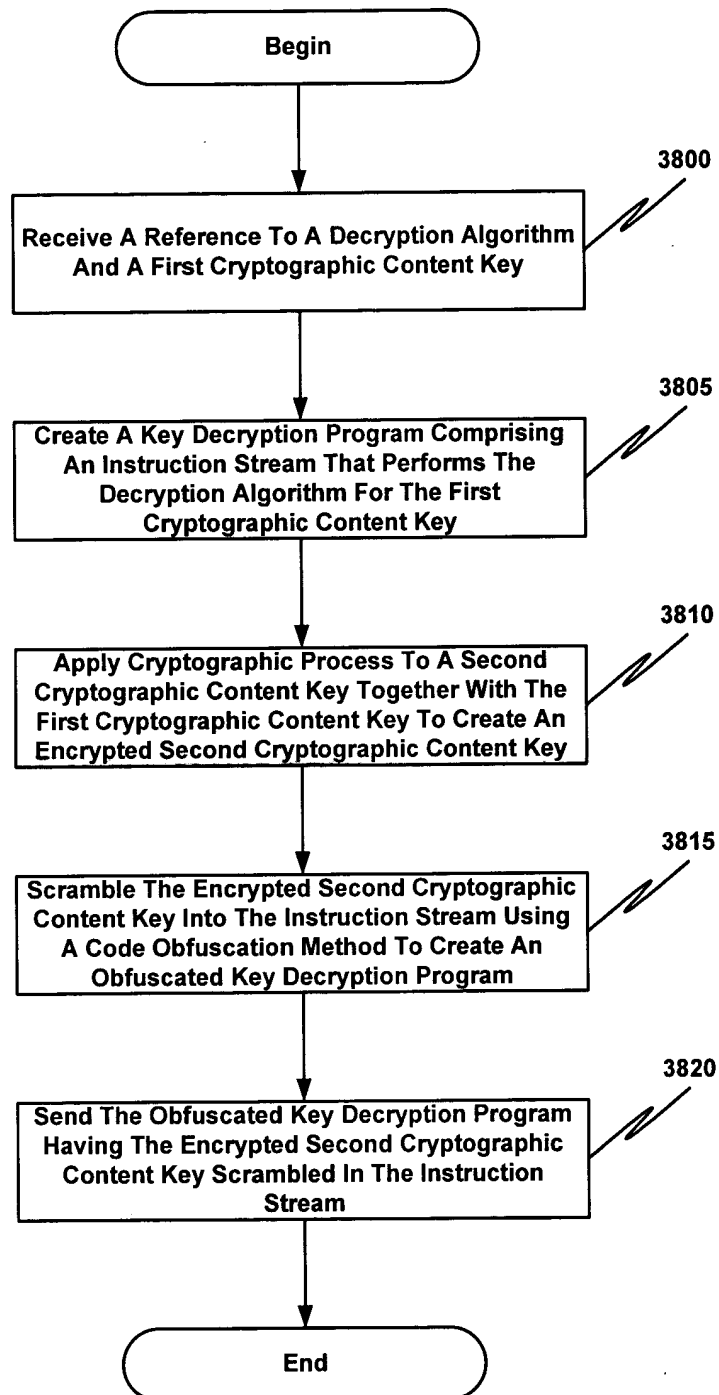 Begin
3800
Receive A Reference To A Decryption Algorithm
And A First Cryptographic Content Key
3805
Create A Key Decryption Program Comprising
An Instruction Stream That Performs The
Decryption Algorithm For The First
Cryptographic Content Key
3810
Apply Cryptographic Process To A Second
Cryptographic Content Key Together With The
First Cryptographic Content Key To Create An
Encrypted Second Cryptographic Content Key
3815
Scramble The Encrypted Second Cryptographic
Content Key Into The Instruction Stream Using
A Code Obfuscation Method To Create An
Obfuscated Key Decryption Program
3820
Send The Obfuscated Key Decryption Program
Having The Encrypted Second Cryptographic
Content Key Scrambled In The Instruction
Stream
End